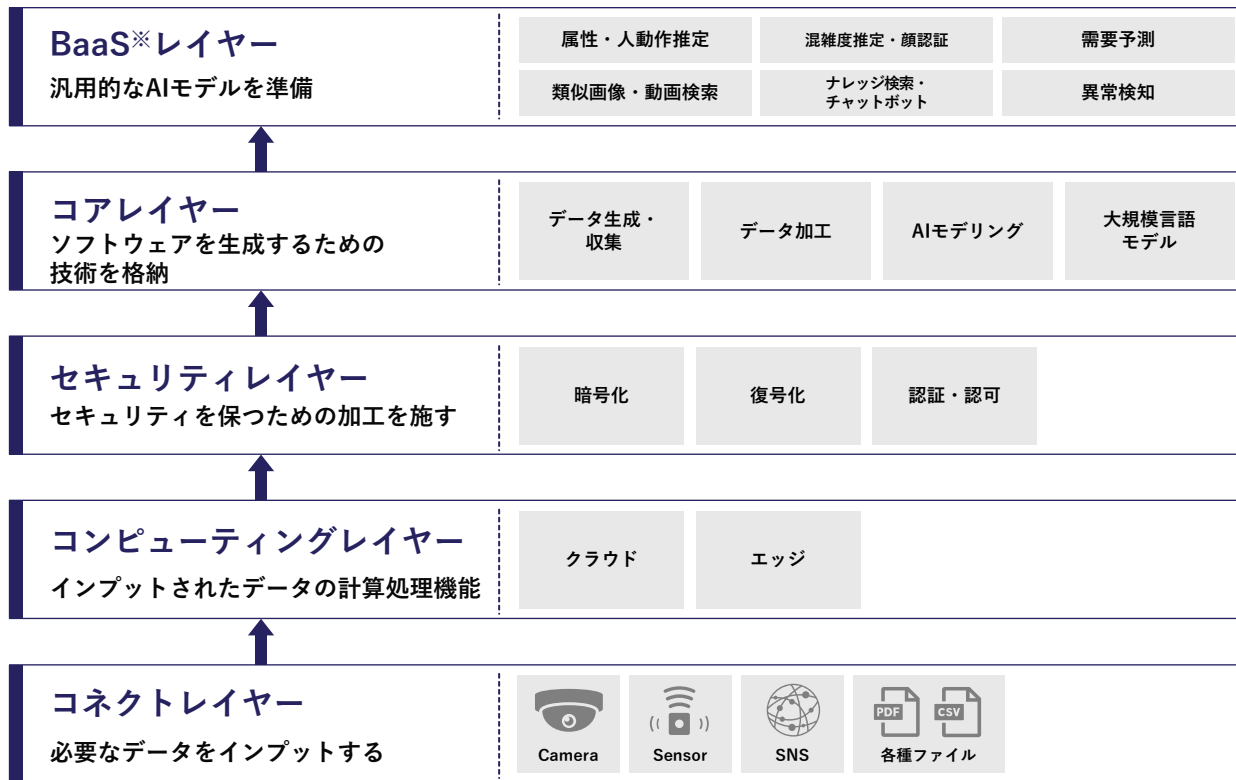 BaaS※レイヤー
汎用的なAIモデルを準備
属性・人動作推定
混雑度推定・顔認証
需要予測
類似画像・動画検索
ナレッジ検索・
チャットボット
異常検知
コアレイヤー
ソフトウェアを生成するための
技術を格納
データ生成・
収集
データ加工
AIモデリング
大規模言語
モデル
セキュリティレイヤー
セキュリティを保つための加工を施す
暗号化
復号化
認証・認可
コンピューティングレイヤー
インプットされたデータの計算処理機能
クラウド
エッジ
コネクトレイヤー
必要なデータをインプットする
Camera
Sensor
SNS
PDF
CSV
各種ファイル